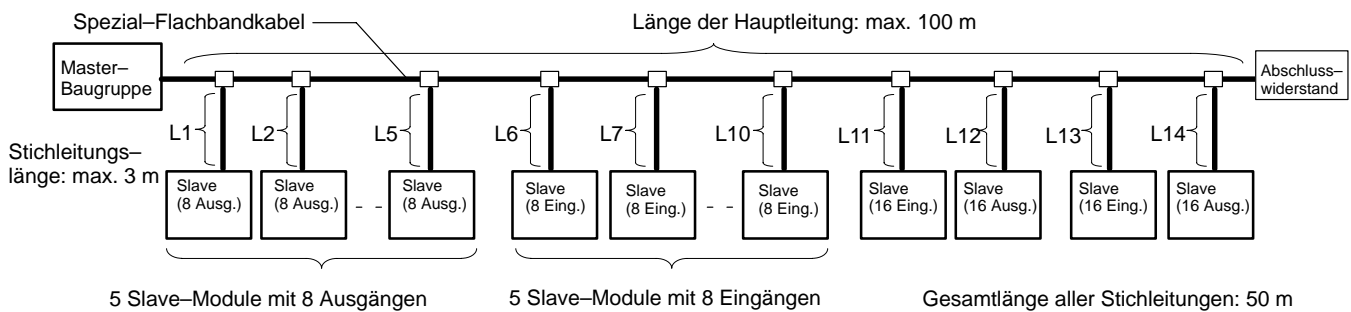 Spezial–Flachbandkabel
Länge der Hauptleitung: max. 100 m
Master–
Baugruppe
Abschluss–
widerstand
L1
L2
L5
L6
L7
L10
L11
L12
L13
L14
Stichleitungs–
länge: max. 3 m
Slave
(8 Ausg.)
Slave
(8 Ausg.)
Slave
(8 Ausg.)
Slave
(8 Eing.)
Slave
(8 Eing.)
Slave
(8 Eing.)
Slave
(16 Eing.)
Slave
(16 Ausg.)
Slave
(16 Eing.)
Slave
(16 Ausg.)
5 Slave–Module mit 8 Ausgängen
5 Slave–Module mit 8 Eingängen
Gesamtlänge aller Stichleitungen: 50 m